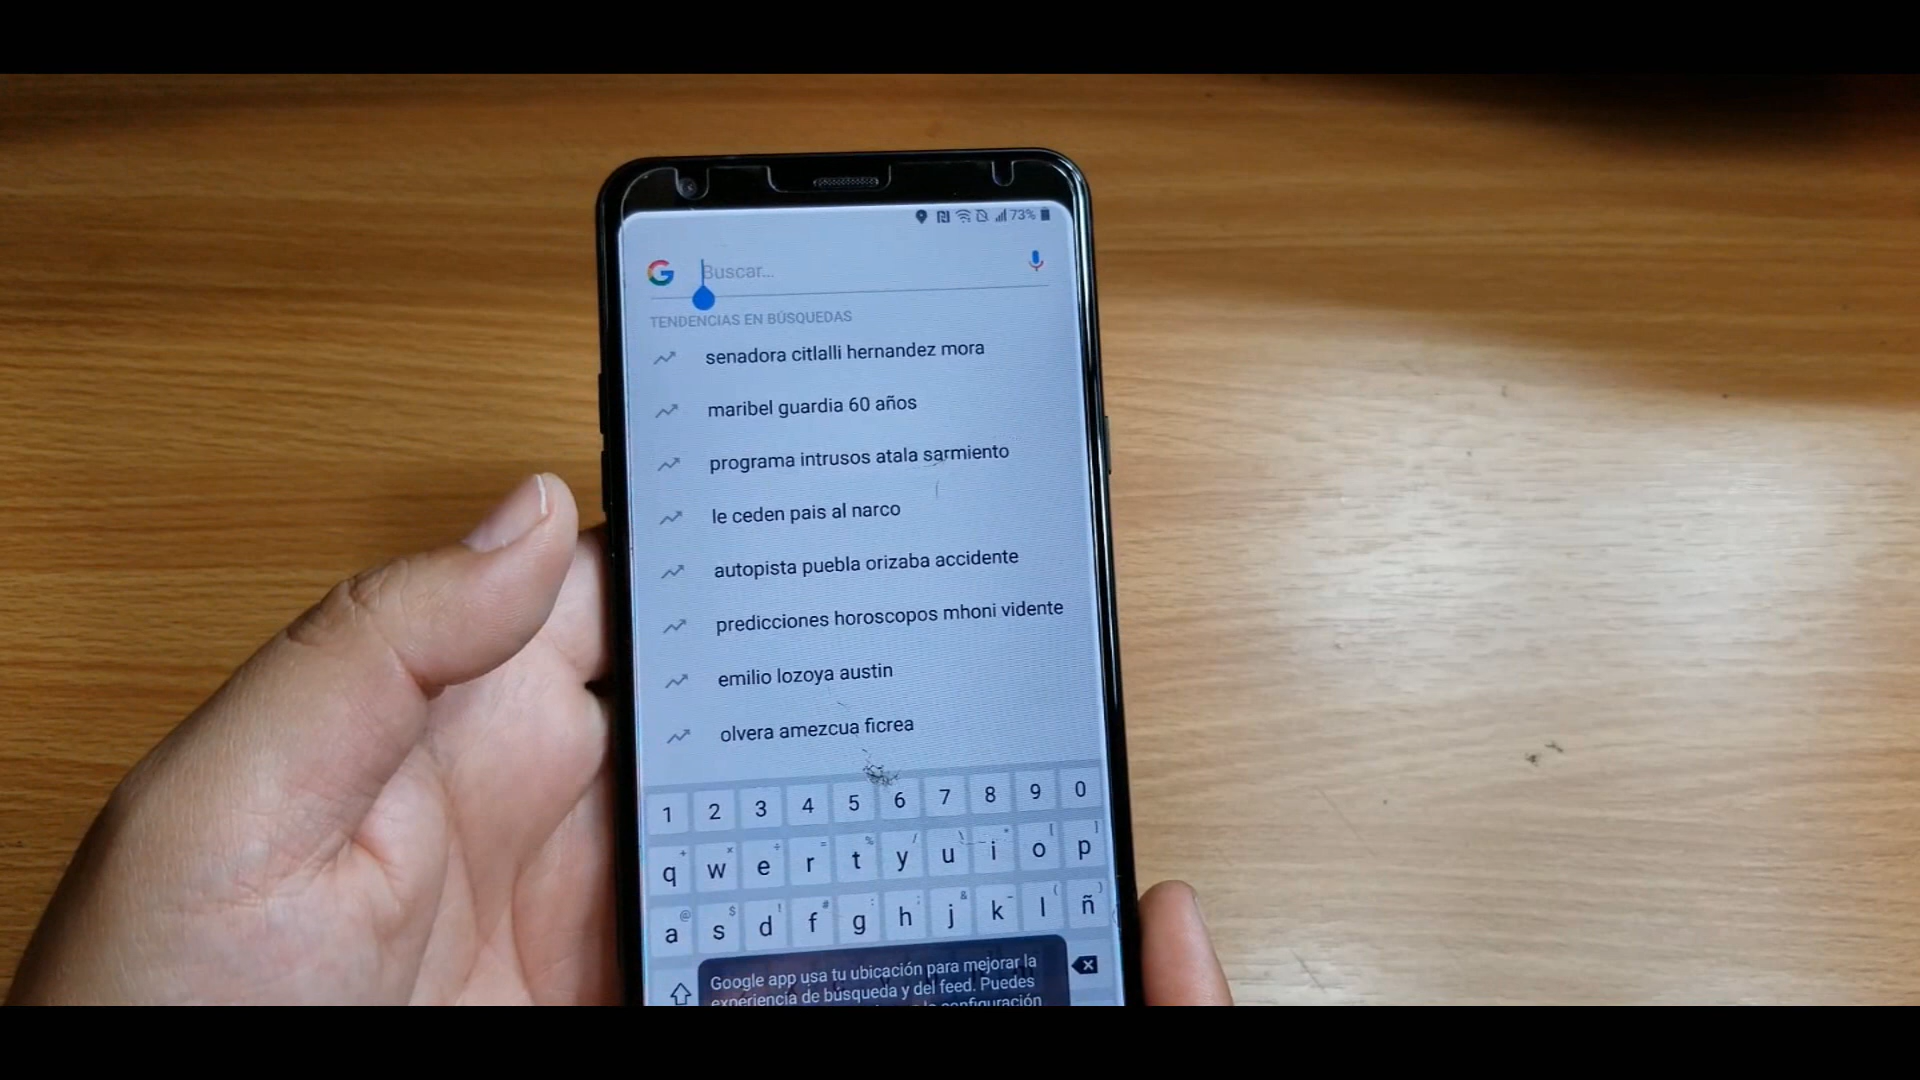 73%
Buscar...
TENDENCIAS EN BÚSQUEDAS
senadora citlalli hernandez mora
maribel guardia 60 años
programa intrusos atala sarmiento
le ceden pais al narco
autopista puebla orizaba accidente
predicciones horoscopos mhoni vidente
emilio lozoya austin
olvera amezcua ficrea
1 2 3 4 5 6 7 8 9 0
q w e r t y u i o p
a s d f g h j k l ñ
Google app usa tu ubicación para mejorar la
experiencia de búsqueda y del feed. Puedes
configuración